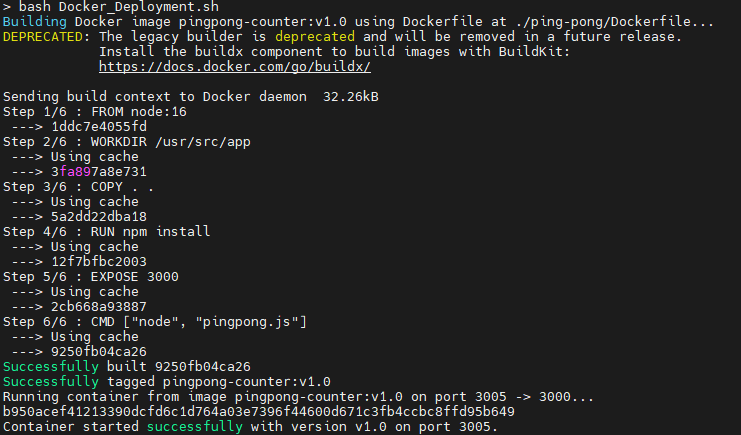 > bash Docker_Deployment.sh
Building Docker image pingpong-counter:v1.0 using Dockerfile at ./ping-pong/Dockerfile...
DEPRECATED: The legacy builder is deprecated and will be removed in a future release.
            Install the buildx component to build images with BuildKit:
            https://docs.docker.com/go/buildx/
Sending build context to Docker daemon  32.26kB
Step 1/6 : FROM node:16
 ---> 1ddc7e4055fd
Step 2/6 : WORKDIR /usr/src/app
 ---> Using cache
 ---> 3fa897a8e731
Step 3/6 : COPY . .
 ---> Using cache
 ---> 5a2dd22dba18
Step 4/6 : RUN npm install
 ---> Using cache
 ---> 12f7bfbc2003
Step 5/6 : EXPOSE 3000
 ---> Using cache
 ---> 2cb668a93887
Step 6/6 : CMD ["node", "pingpong.js"]
 ---> Using cache
 ---> 9250fb04ca26
Successfully built 9250fb04ca26
Successfully tagged pingpong-counter:v1.0
Running container from image pingpong-counter:v1.0 on port 3005 -> 3000...
b950acef41213390dcfd6c1d764a03e7396f44600d671c3fb4ccbc8ffd95b649
Container started successfully with version v1.0 on port 3005.